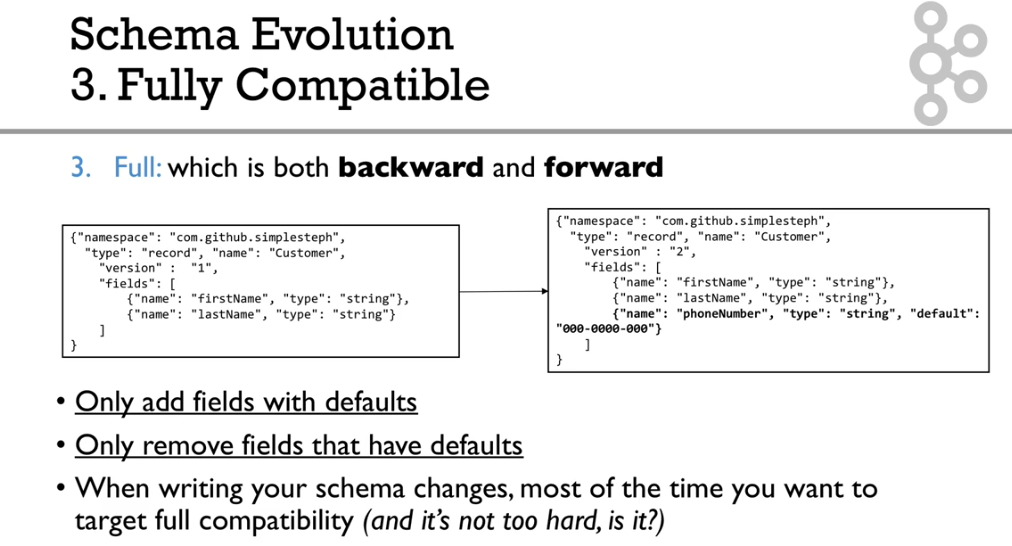 Schema Evolution
3. Fully Compatible
3. Full: which is both backward and forward
{"namespace": "com.github.simplesteph",
"type": "record", "name": "Customer",
"version" : "1",
"fields": [
{"name": "firstName", "type": "string"},
{"name": "lastName", "type": "string"}
]
}
{"namespace": "com.github.simplesteph",
"type": "record", "name": "Customer",
"version" : "2",
"fields": [
{"name": "firstName", "type": "string"},
{"name": "lastName", "type": "string"},
{"name": "phoneNumber", "type": "string", "default":
"000-0000-000"}
]
}
• Only add fields with defaults
• Only remove fields that have defaults
• When writing your schema changes, most of the time you want to
target full compatibility (and it's not too hard, is it?)